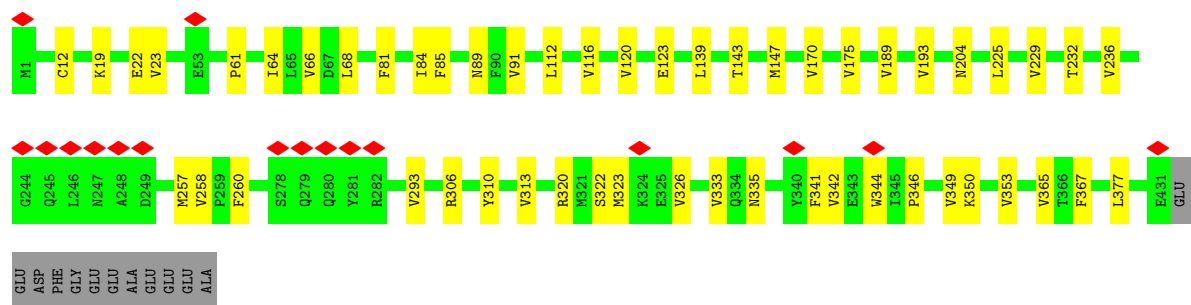 M1 C12 K19 E22 V23 E53 P61 I64 L65 V66 D67 L68 F81 I84 F85 N89 F90 V91 L112 V116 V120 E123 L139 T143 M147 V170 V175 V189 V193 N204 L225 V229 T232 V236
G244 Q245 L246 N247 A248 D249 M257 V258 P259 F260 S278 Q279 Q280 Y281 R282 V293 R306 Y310 V313 R320 M321 S322 M323 K324 E325 V326 V333 Q334 N335 Y340 F341 V342 E343 W344 I345 P346 V349 K350 V353 V365 T366 F367 L377 E431 GLU
GLU ASP PHE GLY GLU GLU ALA GLU GLU GLU ALA